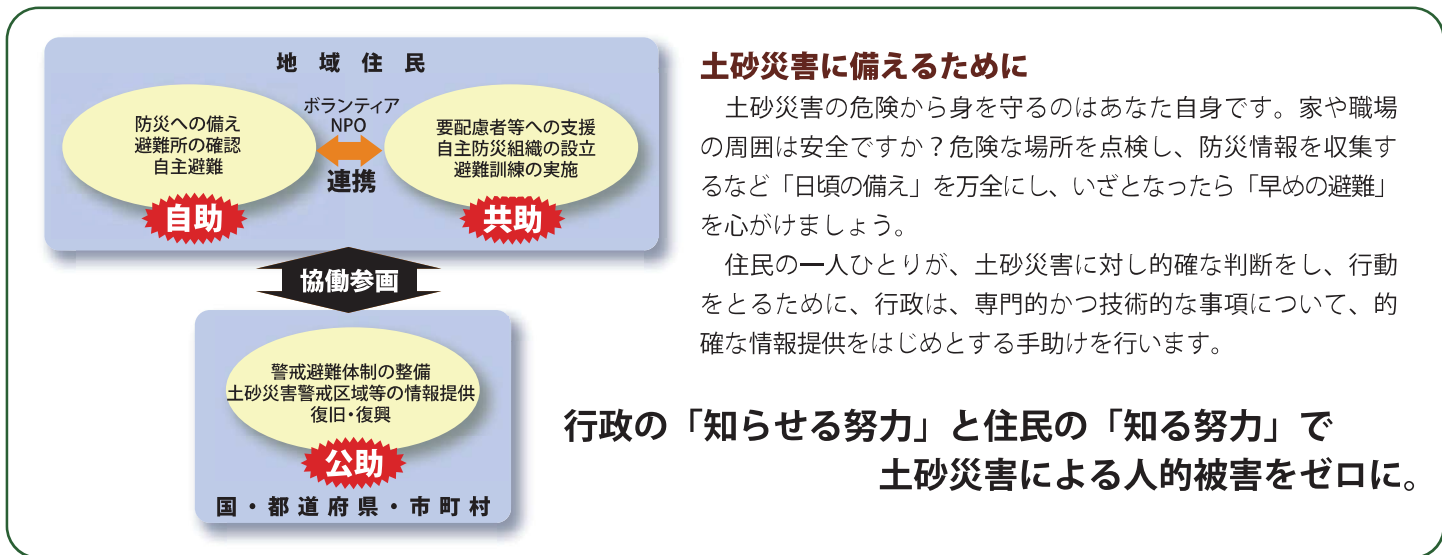 地域住民
防災への備え
避難所の確認
自主避難
自助
ボランティア
NPO
連携
要配慮者等への支援
自主防災組織の設立
避難訓練の実施
共助
協働参画
警戒避難体制の整備
土砂災害警戒区域等の情報提供
復旧・復興
公助
国・都道府県・市町村
土砂災害に備えるために
　土砂災害の危険から身を守るのはあなた自身です。家や職場
の周囲は安全ですか？危険な場所を点検し、防災情報を収集す
るなど「日頃の備え」を万全にし、いざとなったら「早めの避難」
を心がけましょう。
　住民の一人ひとりが、土砂災害に対し的確な判断をし、行動
をとるために、行政は、専門的かつ技術的な事項について、的
確な情報提供をはじめとする手助けを行います。
行政の「知らせる努力」と住民の「知る努力」で
土砂災害による人的被害をゼロに。